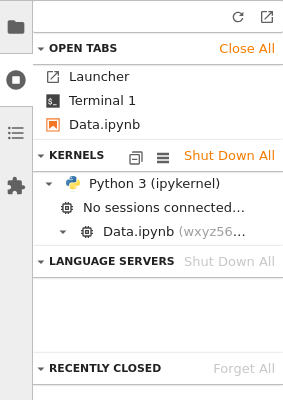 OPEN TABS Close All
Launcher
Terminal 1
Data.ipynb
KERNELS Shut Down All
Python 3 (ipykernel)
No sessions connected…
Data.ipynb (wxyz56…
LANGUAGE SERVERS Shut Down All
RECENTLY CLOSED Forget All